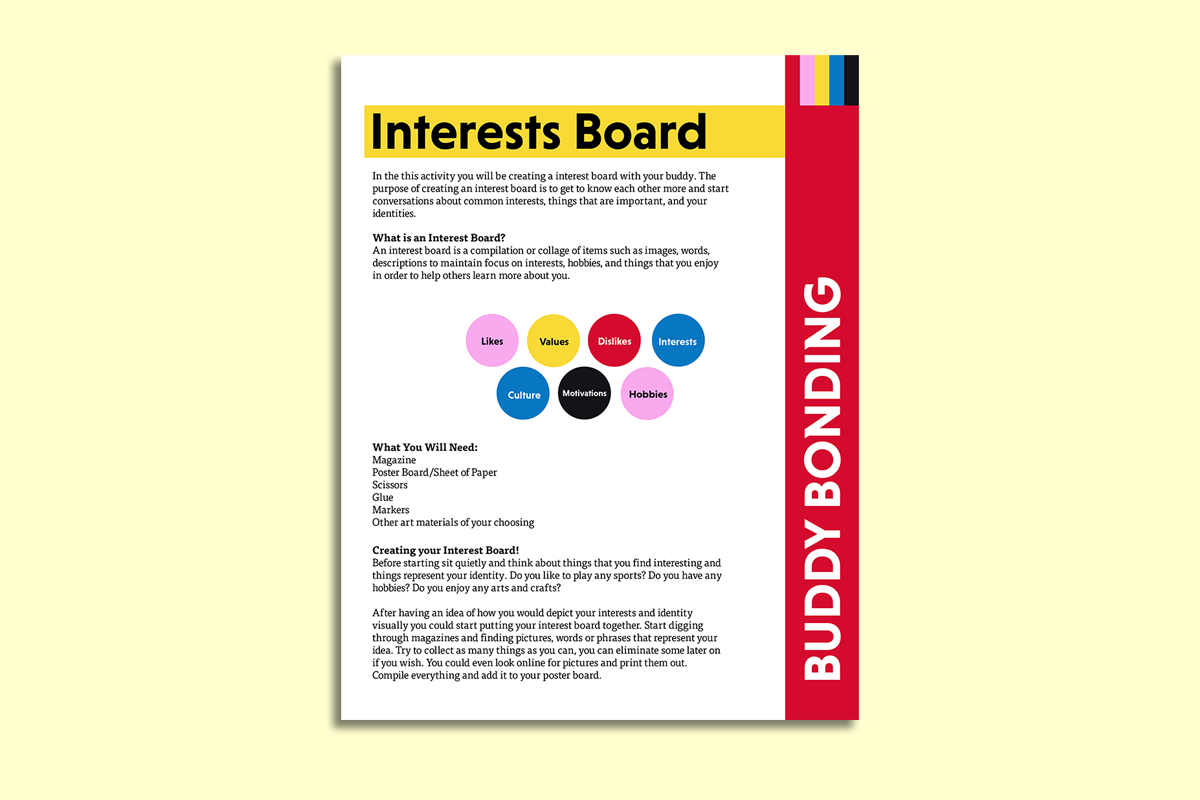 Interests Board
In the this activity you will be creating a interest board with your buddy. The
purpose of creating an interest board is to get to know each other more and start
conversations about common interests, things that are important, and your
identities.
What is an Interest Board?
An interest board is a compilation or collage of items such as images, words,
descriptions to maintain focus on interests, hobbies, and things that you enjoy
in order to help others learn more about you.
Likes
Values
Dislikes
Interests
Culture
Motivations
Hobbies
What You Will Need:
Magazine
Poster Board/Sheet of Paper
Scissors
Glue
Markers
Other art materials of your choosing
Creating your Interest Board!
Before starting sit quietly and think about things that you find interesting and
things represent your identity. Do you like to play any sports? Do you have any
hobbies? Do you enjoy any arts and crafts?
After having an idea of how you would depict your interests and identity
visually you could start putting your interest board together. Start digging
through magazines and finding pictures, words or phrases that represent your
idea. Try to collect as many things as you can, you can eliminate some later on
if you wish. You could even look online for pictures and print them out.
Compile everything and add it to your poster board.
BUDDY BONDING